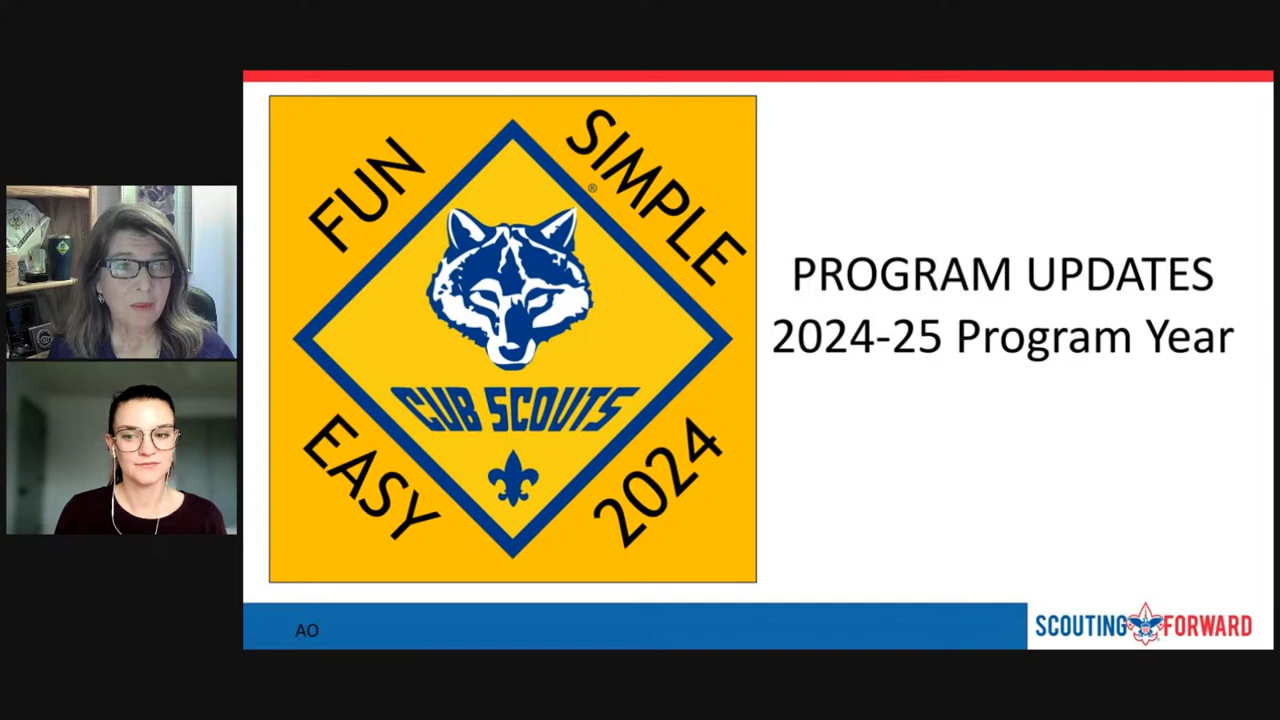 FUN
SIMPLE
®
CUB SCOUTS
EASY
2024
PROGRAM UPDATES
2024-25 Program Year
AO
SCOUTING FORWARD